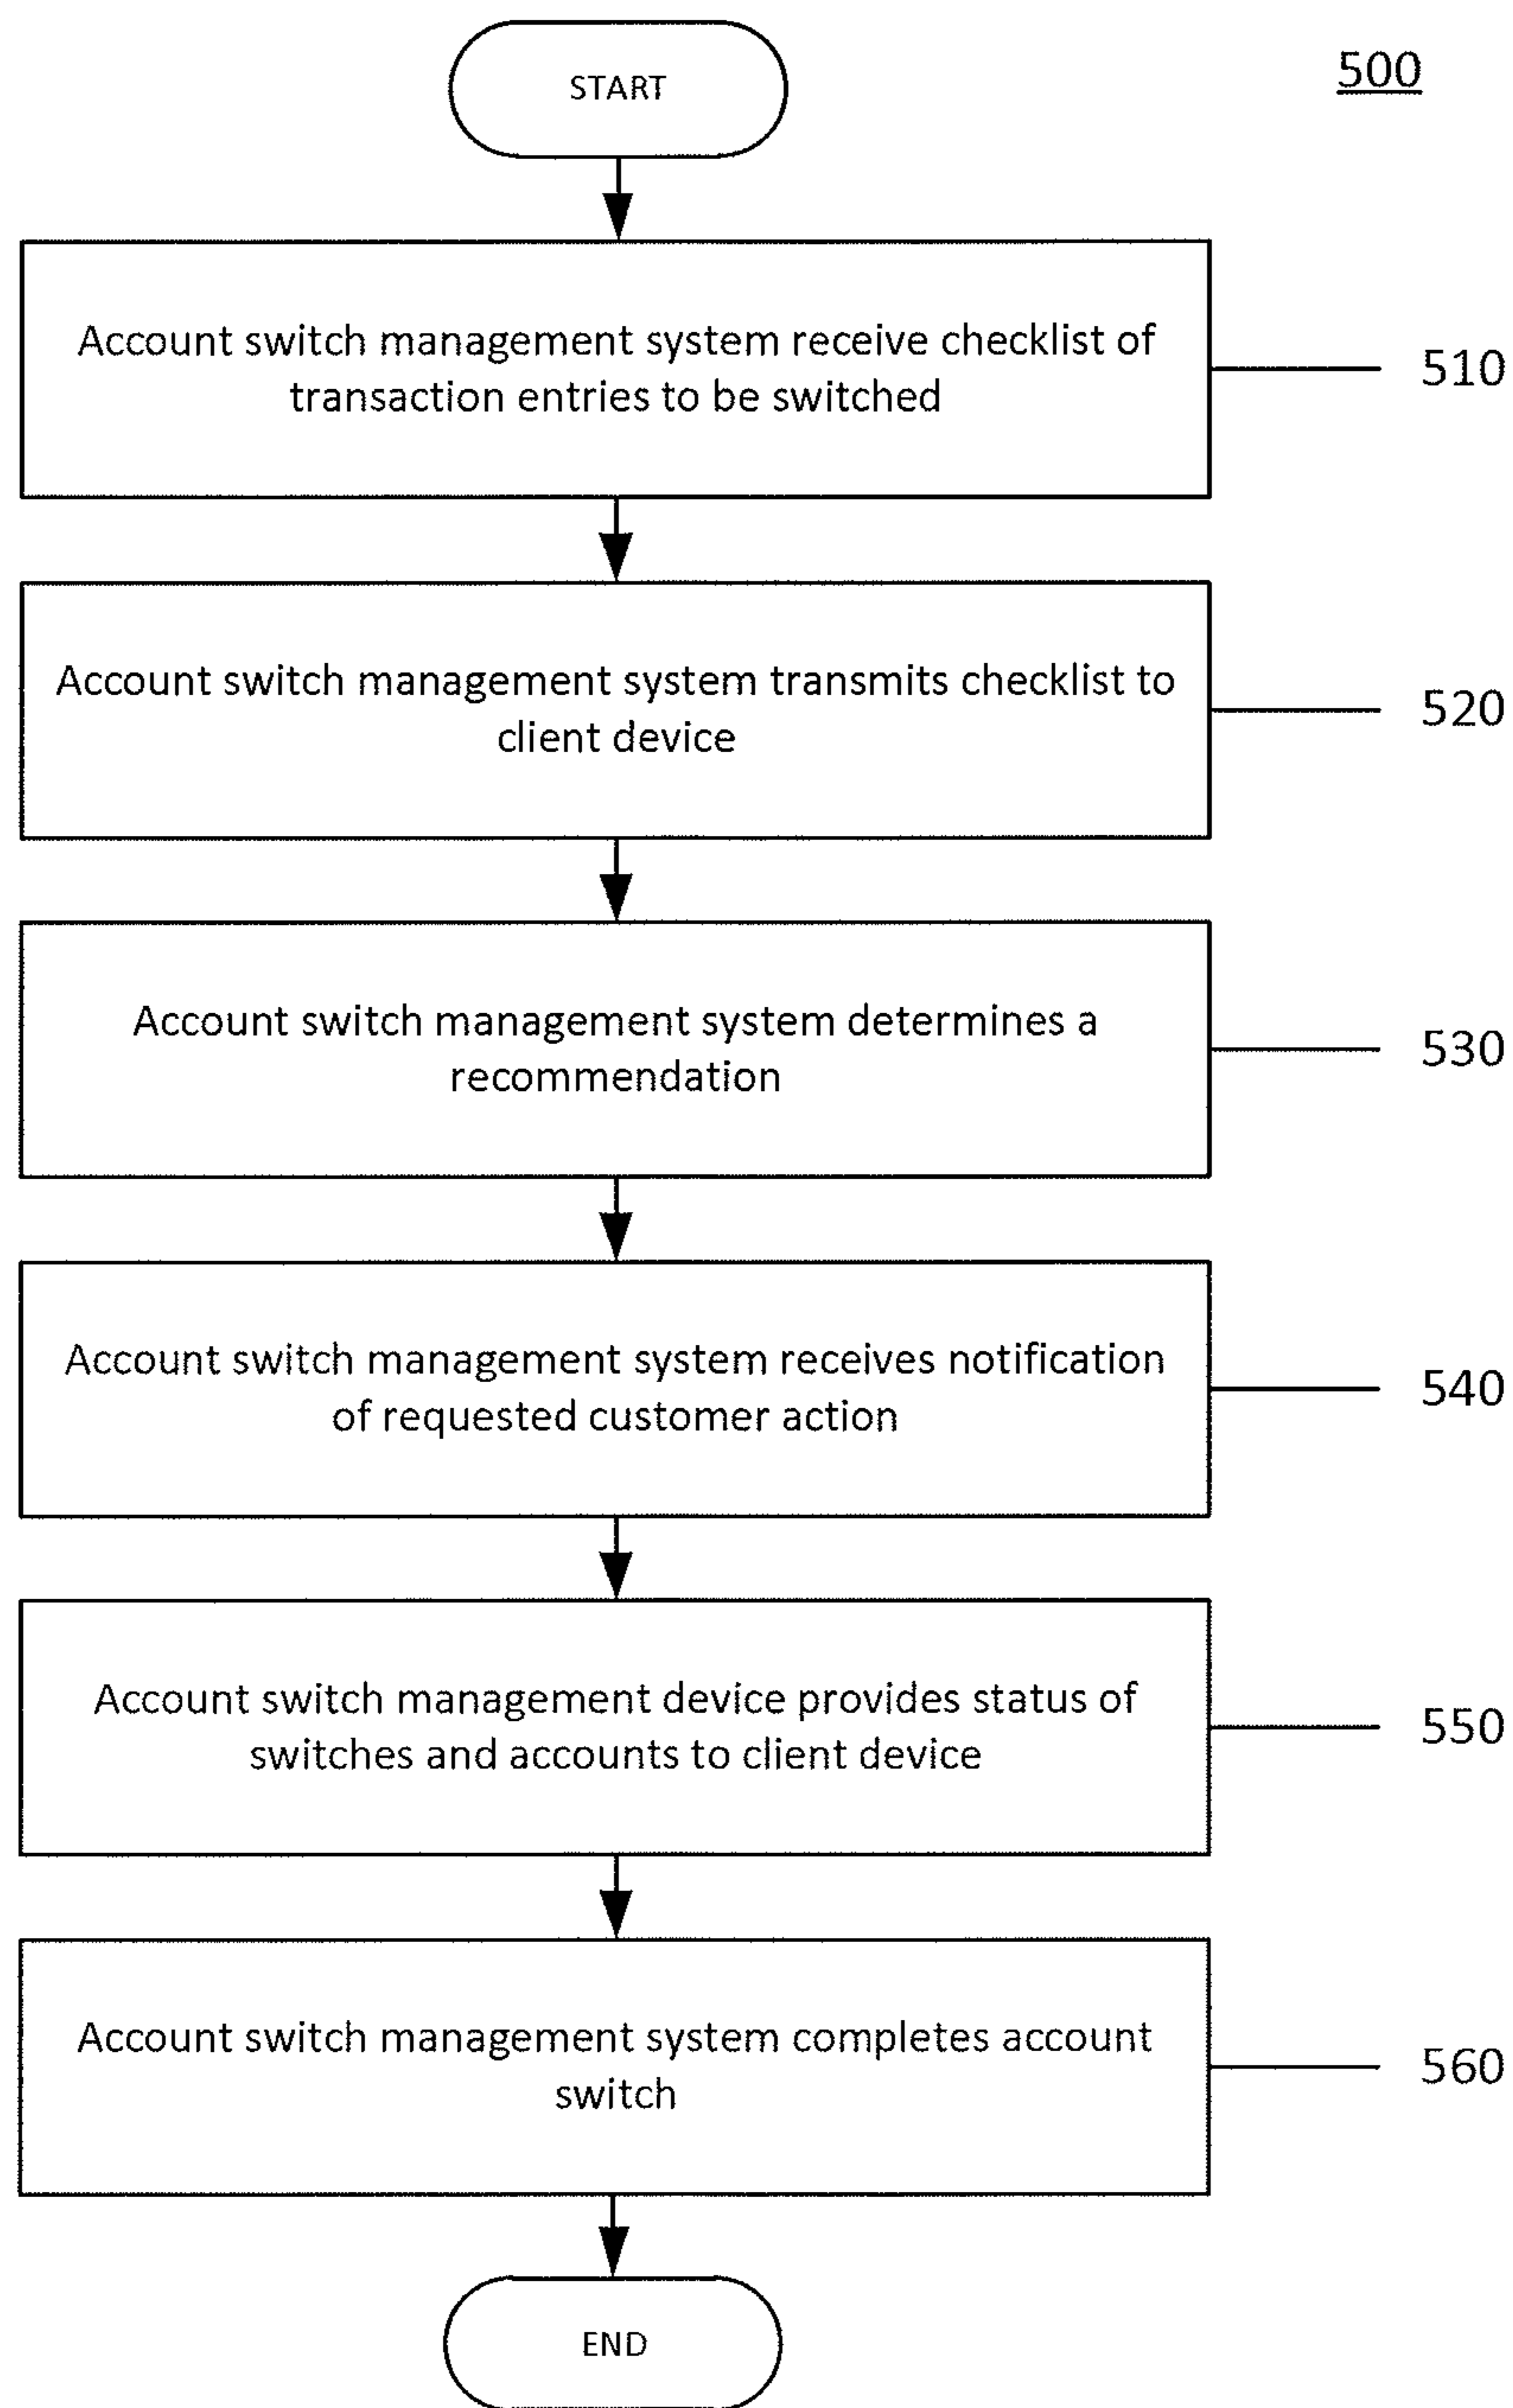 START
500
Account switch management system receive checklist of
transaction entries to be switched
510
Account switch management system transmits checklist to
client device
520
Account switch management system determines a
recommendation
530
Account switch management system receives notification
of requested customer action
540
Account switch management device provides status of
switches and accounts to client device
550
Account switch management system completes account
switch
560
END